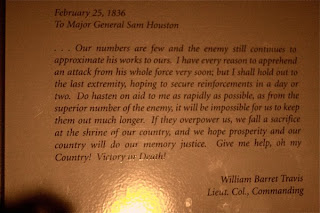 February 25, 1836
To Major General Sam Houston
. . . Our numbers are few and the enemy still continues to
approximate his works to ours. I have every reason to apprehend
an attack from his whole force very soon; but I shall hold out to
the last extremity, hoping to secure reinforcements in a day or
two. Do hasten on aid to me as rapidly as possible, as from the
superior number of the enemy, it will be impossible for us to keep
them out much longer. If they overpower us, we fall a sacrifice
at the shrine of our country, and we hope prosperity and our
country will do our memory justice. Give me help, oh my
Country! Victory or Death!
William Barret Travis
Lieut. Col., Commanding